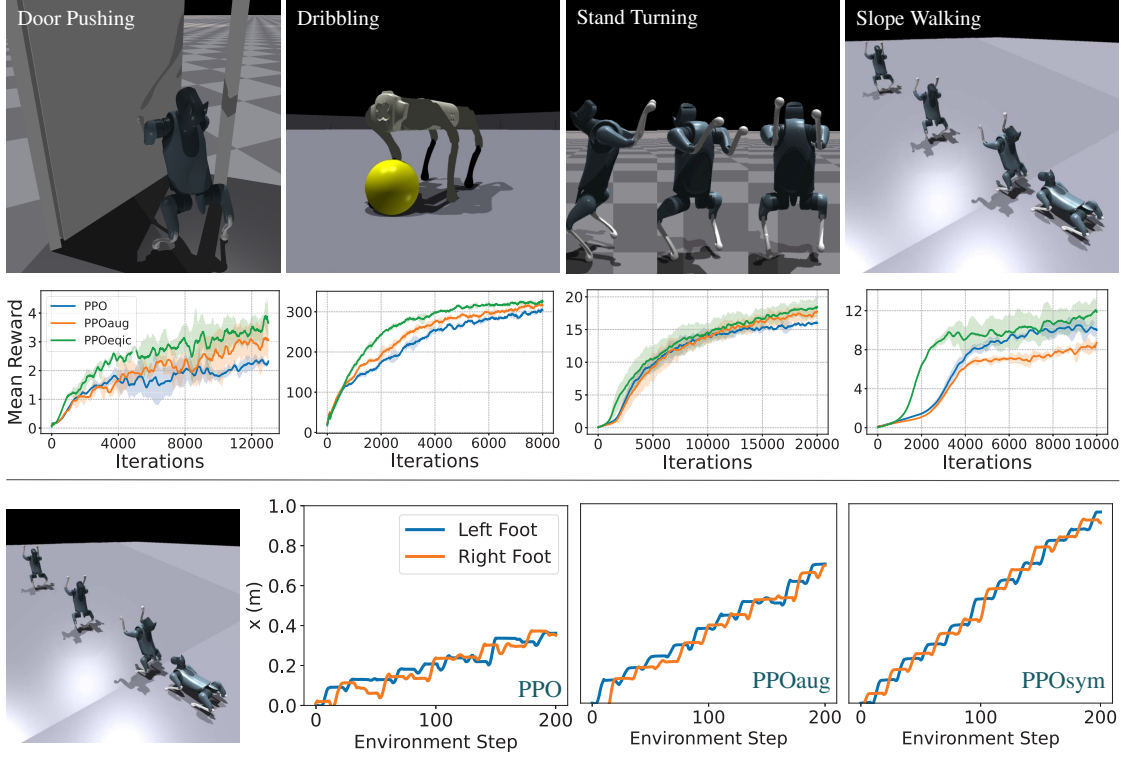 Door Pushing
Dribbling
Stand Turning
Slope Walking
Mean Reward
4
3
2
1
0
PPO
PPOaug
PPOeqic
0 4000 8000 12000
Iterations
300
200
100
0
0 2000 4000 6000 8000
Iterations
20
15
10
5
0
0 5000 10000 15000 20000
Iterations
12
8
4
0
0 2000 4000 6000 8000 10000
Iterations
x (m)
1.0
0.8
0.6
0.4
0.2
0.0
Left Foot
Right Foot
PPO
0 100 200
Environment Step
PPOaug
0 100 200
Environment Step
PPOsym
0 100 200
Environment Step